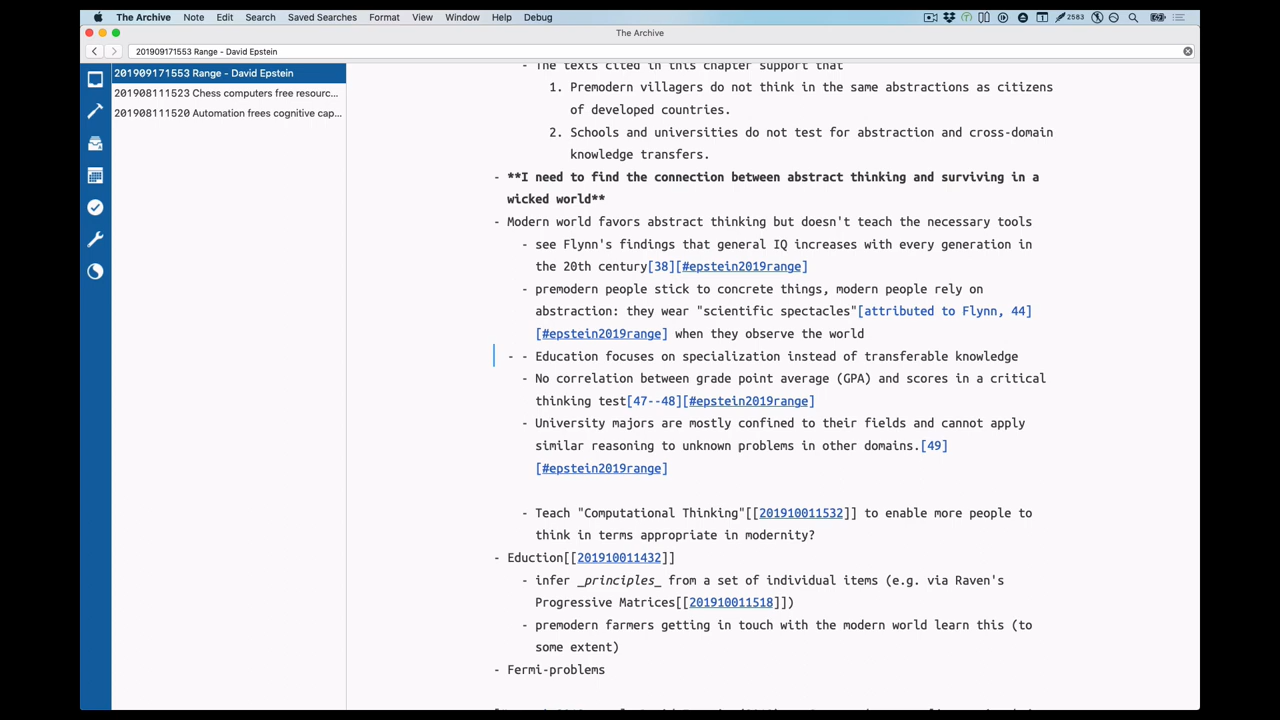 The Archive Note Edit Search Saved Searches Format View Window Help Debug 2583
The Archive
201909171553 Range - David Epstein
201909171553 Range - David Epstein
201908111523 Chess computers free resourc...
201908111520 Automation frees cognitive cap...
- The texts cited in this chapter support that
1. Premodern villagers do not think in the same abstractions as citizens
of developed countries.
2. Schools and universities do not test for abstraction and cross-domain
knowledge transfers.
- **I need to find the connection between abstract thinking and surviving in a
wicked world**
- Modern world favors abstract thinking but doesn't teach the necessary tools
- see Flynn's findings that general IQ increases with every generation in
the 20th century[38][#epstein2019range]
- premodern people stick to concrete things, modern people rely on
abstraction: they wear "scientific spectacles"[attributed to Flynn, 44]
[#epstein2019range] when they observe the world
- - Education focuses on specialization instead of transferable knowledge
- No correlation between grade point average (GPA) and scores in a critical
thinking test[47--48][#epstein2019range]
- University majors are mostly confined to their fields and cannot apply
similar reasoning to unknown problems in other domains.[49]
[#epstein2019range]
- Teach "Computational Thinking"[[201910011532]] to enable more people to
think in terms appropriate in modernity?
- Eduction[[201910011432]]
- infer _principles_ from a set of individual items (e.g. via Raven's
Progressive Matrices[[201910011518]])
- premodern farmers getting in touch with the modern world learn this (to
some extent)
- Fermi-problems